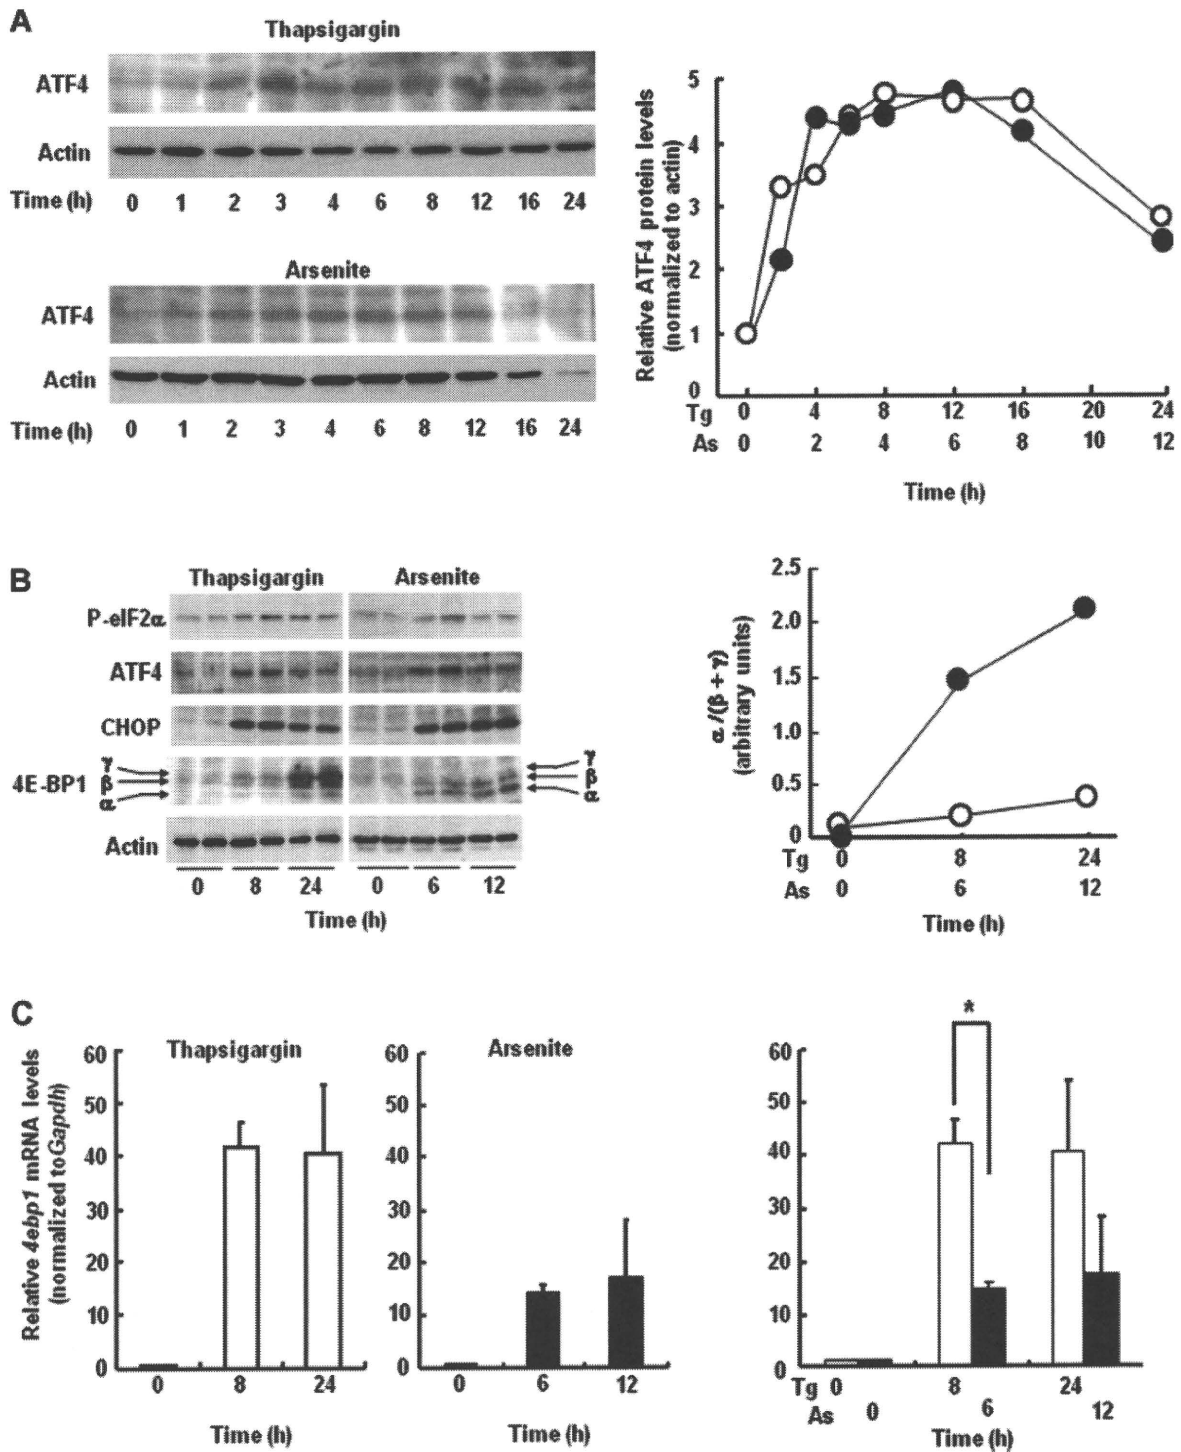 A
Thapsigargin
ATF4
Actin
Time (h) 0 1 2 3 4 6 8 12 16 24
Arsenite
ATF4
Actin
Time (h) 0 1 2 3 4 6 8 12 16 24
Relative ATF4 protein levels
(normalized to actin)
5
4
3
2
1
0
Tg 0 4 8 12 16 20 24
As 0 2 4 6 8 10 12
Time (h)
B
Thapsigargin Arsenite
P-eIF2α
ATF4
CHOP
4E-BP1
γ
β
α
γ
β
α
Actin
0 8 24 0 6 12
Time (h)
α /(β + γ)
(arbitrary units)
2.5
2.0
1.5
1.0
0.5
0
Tg 0 8 24
As 0 6 12
Time (h)
C
Relative 4ebp1 mRNA levels
(normalized toGapdh)
Thapsigargin
60
50
40
30
20
10
0
0 8 24
Time (h)
Arsenite
60
50
40
30
20
10
0
0 6 12
Time (h)
*
60
50
40
30
20
10
0
Tg 0 8 24
As 0 6 12
Time (h)